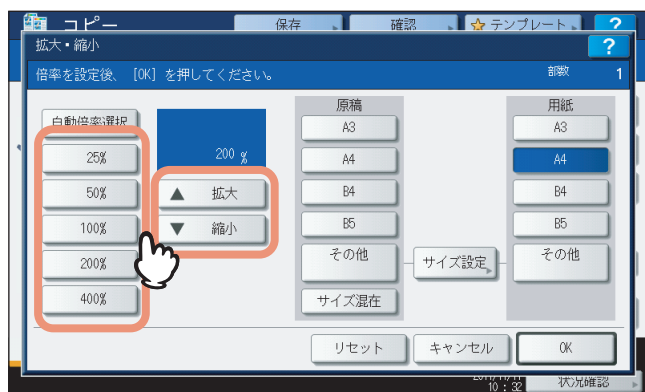 コピー
保存
確認
テンプレート
?
拡大・縮小
?
倍率を設定後、 [OK] を押してください。
部数 1
自動倍率選択
25%
50%
100%
200%
400%
200 %
▲ 拡大
▼ 縮小
原稿
A3
A4
B4
B5
その他
サイズ混在
サイズ設定
用紙
A3
A4
B4
B5
その他
リセット
キャンセル
OK
10:32
状況確認